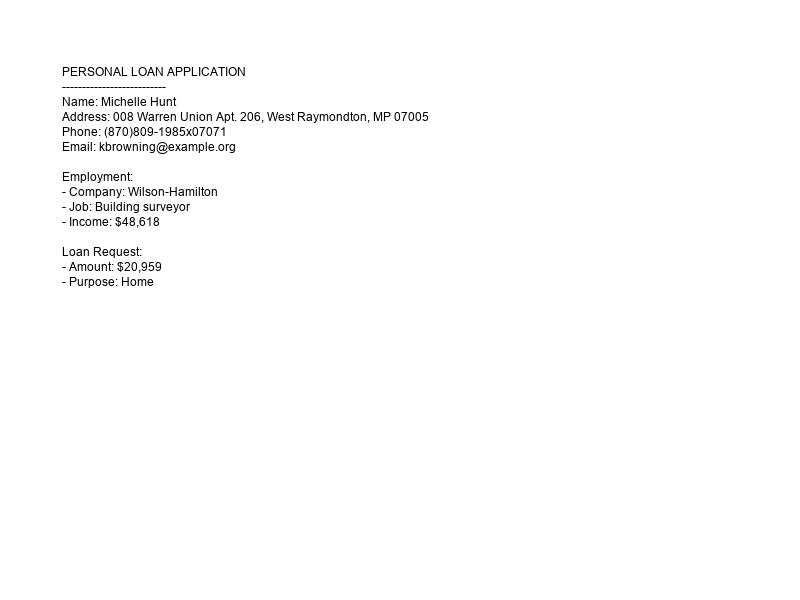 PERSONAL LOAN APPLICATION
--------------------------
Name: Michelle Hunt
Address: 008 Warren Union Apt. 206, West Raymondton, MP 07005
Phone: (870)809-1985x07071
Email: kbrowning@example.org

Employment:
- Company: Wilson-Hamilton
- Job: Building surveyor
- Income: $48,618

Loan Request:
- Amount: $20,959
- Purpose: Home